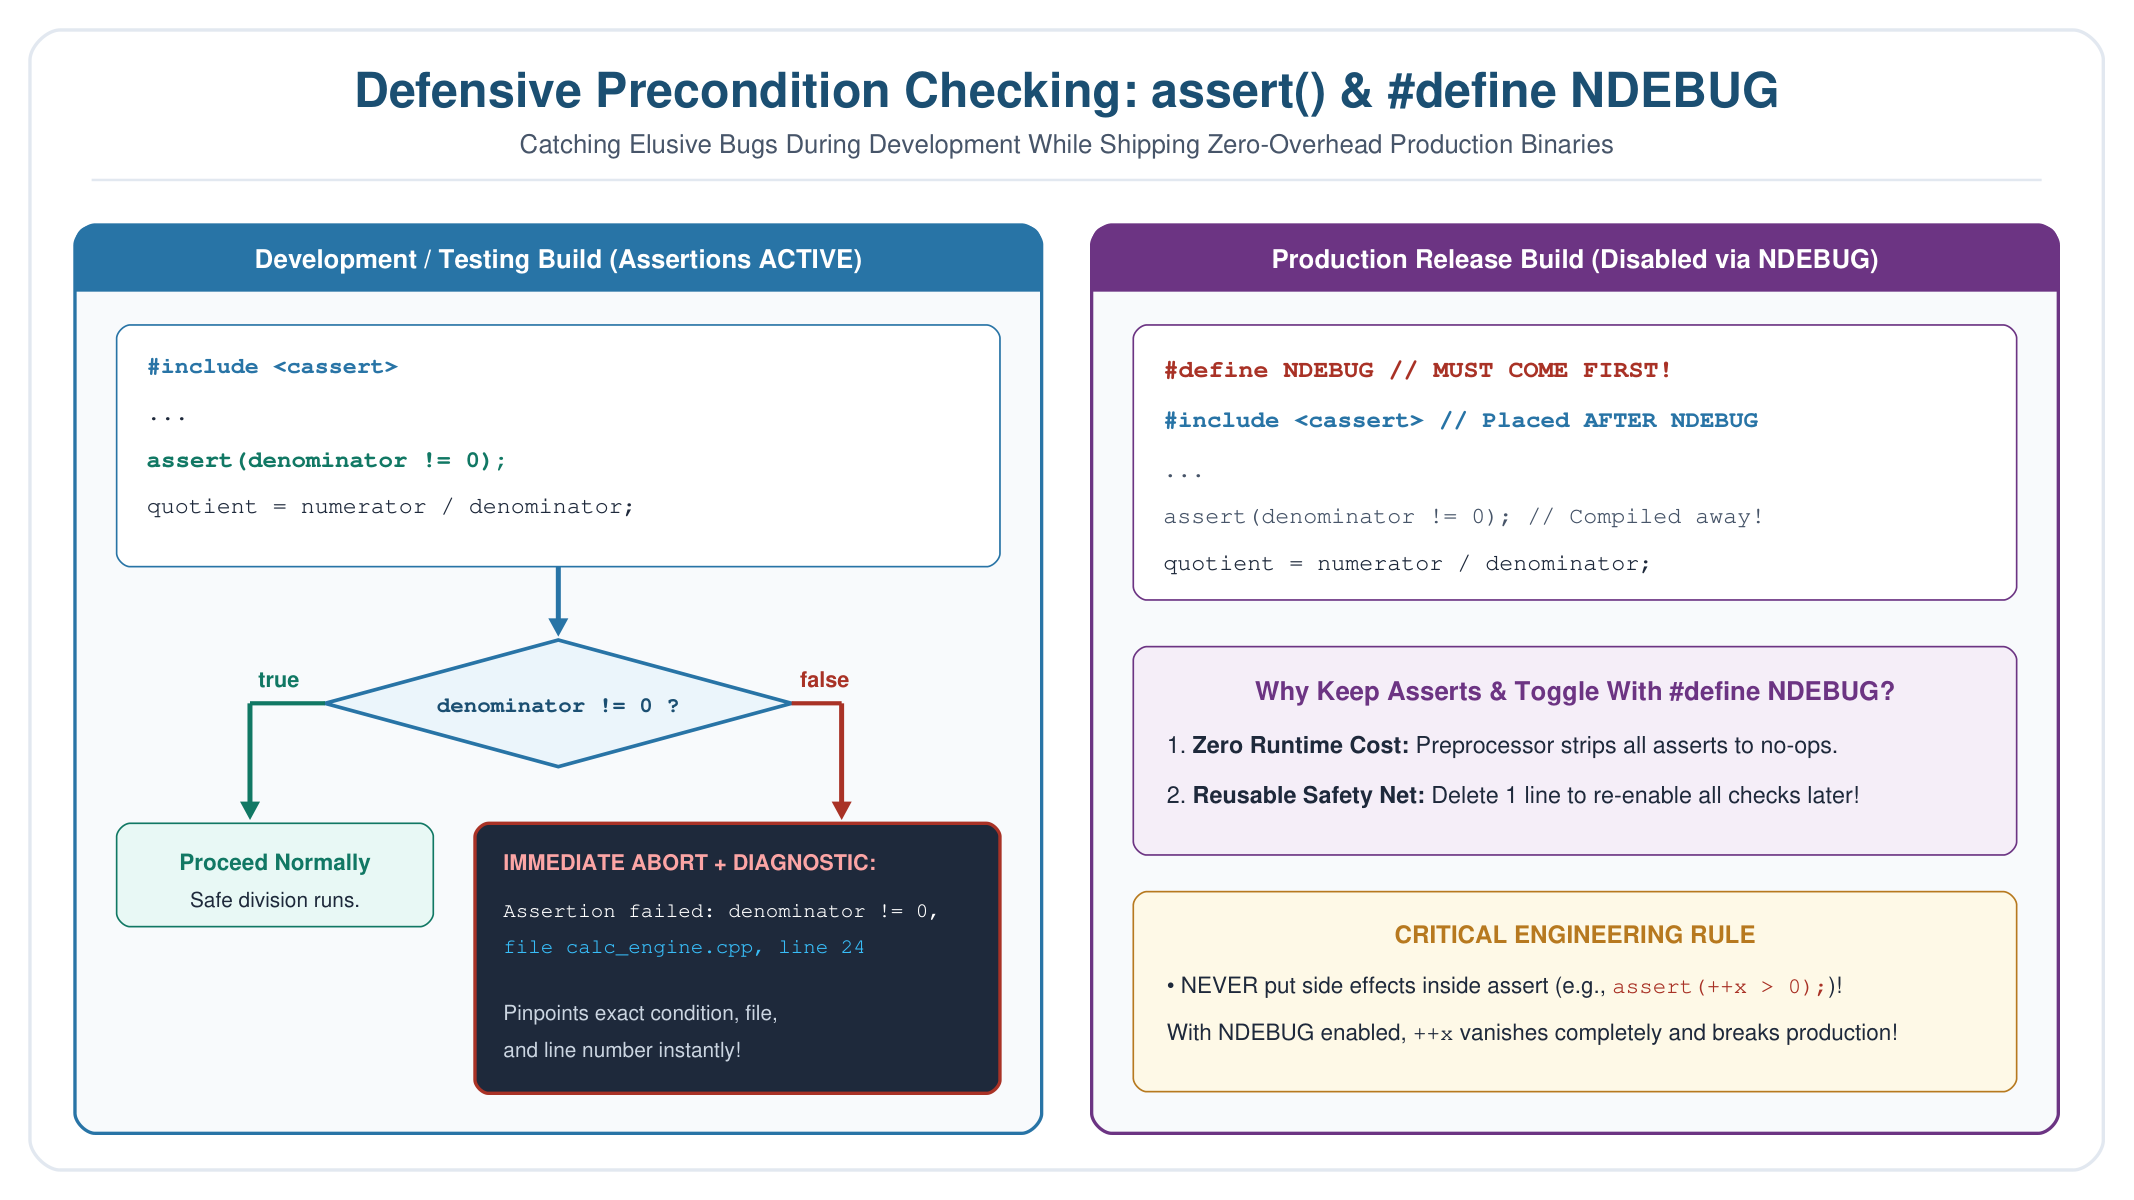 Defensive Precondition Checking: assert() & #define NDEBUG
Catching Elusive Bugs During Development While Shipping Zero-Overhead Production Binaries
Development / Testing Build (Assertions ACTIVE)
#include <cassert>
...
assert(denominator != 0);
quotient = numerator / denominator;
denominator != 0 ?
true
false
Proceed Normally
Safe division runs.
IMMEDIATE ABORT + DIAGNOSTIC:
Assertion failed: denominator != 0,
file calc_engine.cpp, line 24
Pinpoints exact condition, file,
and line number instantly!
Production Release Build (Disabled via NDEBUG)
#define NDEBUG // MUST COME FIRST!
#include <cassert> // Placed AFTER NDEBUG
...
assert(denominator != 0); // Compiled away!
quotient = numerator / denominator;
Why Keep Asserts & Toggle With #define NDEBUG?
1. Zero Runtime Cost: Preprocessor strips all asserts to no-ops.
2. Reusable Safety Net: Delete 1 line to re-enable all checks later!
CRITICAL ENGINEERING RULE
• NEVER put side effects inside assert (e.g., assert(++x > 0);)!
With NDEBUG enabled, ++x vanishes completely and breaks production!